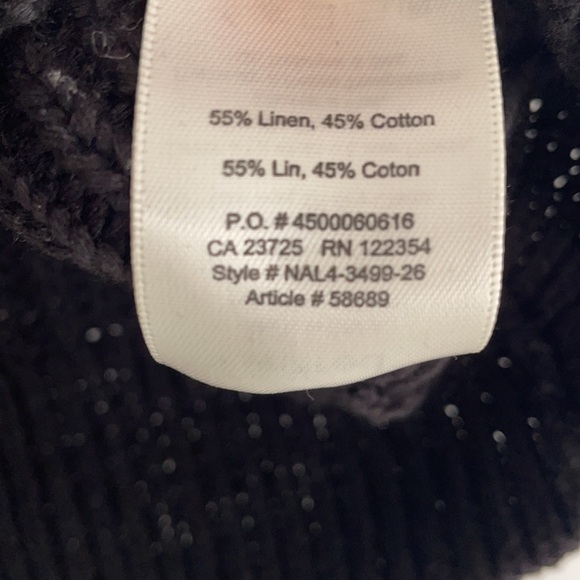 55% Linen, 45% Cotton
55% Lin, 45% Coton
P.O. # 4500060616
CA 23725 RN 122354
Style # NAL4-3499-26
Article # 58689